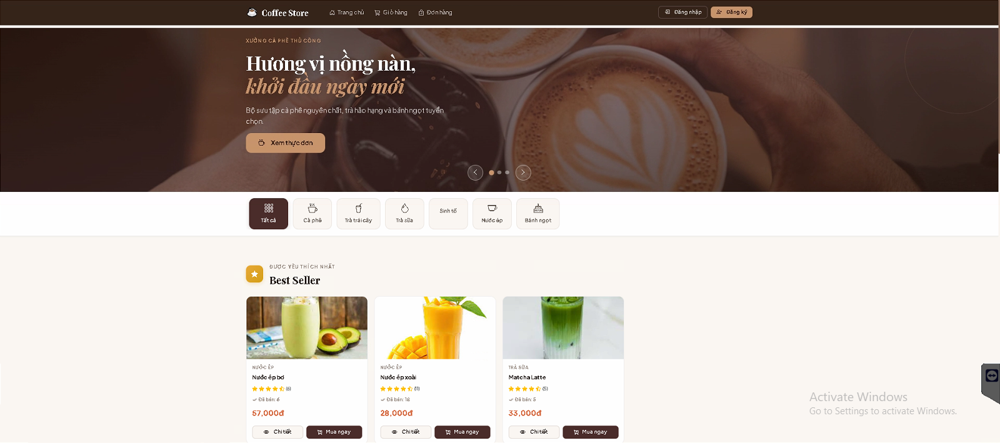 Coffee Store
Trang chủ
Giỏ hàng
Đơn hàng
Đăng nhập
Đăng ký
XƯỞNG CÀ PHÊ THỦ CÔNG
Hương vị nồng nàn,
khởi đầu ngày mới
Bộ sưu tập cà phê nguyên chất, trà hảo hạng và bánh ngọt tuyển
chọn.
Xem thực đơn
Tất cả
Cà phê
Trà trái cây
Trà sữa
Sinh tố
Nước ép
Bánh ngọt
ĐƯỢC YÊU THÍCH NHẤT
Best Seller
NƯỚC ÉP
Nước ép bơ
(6)
Đã bán: 6
57,000đ
Chi tiết
Mua ngay
NƯỚC ÉP
Nước ép xoài
(11)
Đã bán: 18
28,000đ
Chi tiết
Mua ngay
TRÀ SỮA
Matcha Latte
(5)
Đã bán: 5
33,000đ
Chi tiết
Mua ngay
Activate Windows
Go to Settings to activate Windows.